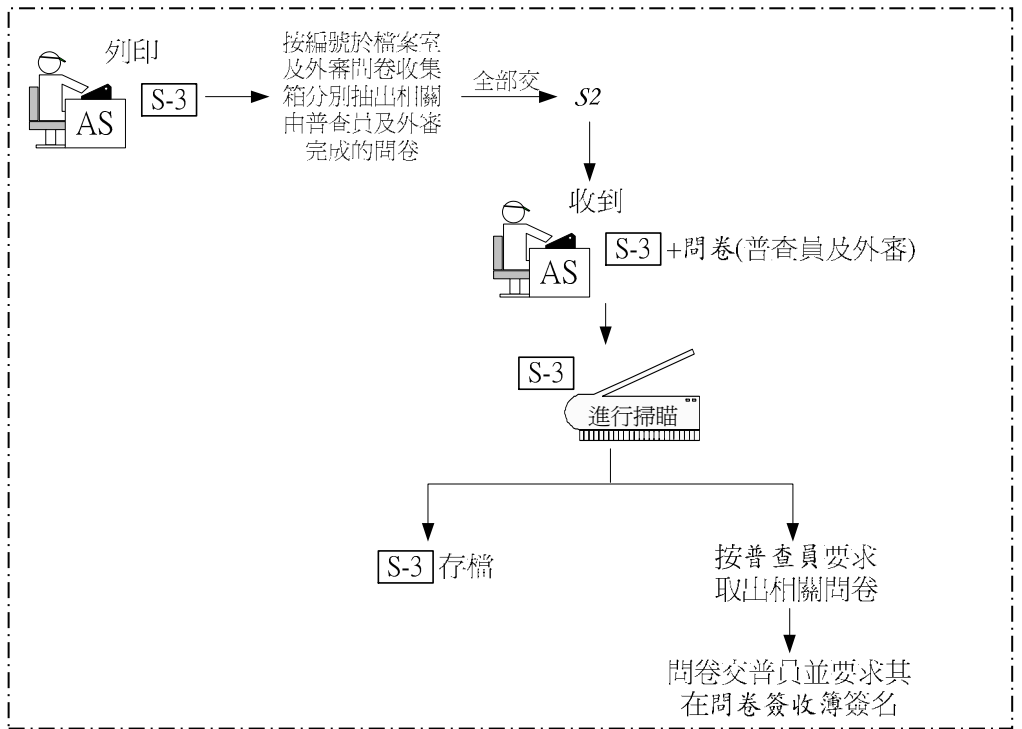 列印
AS
S-3
按編號於檔案室
及外審問卷收集
箱分別抽出相關
由普查員及外審
完成的問卷
全部交
S2
收到
AS
S-3 +問卷(普查員及外審)
S-3
進行掃瞄
S-3 存檔
按普查員要求
取出相關問卷
問卷交普員並要求其
在問卷簽收簿簽名